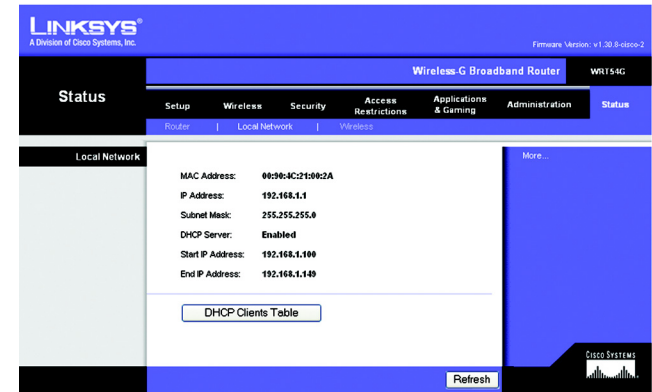 LINKSYS®
A Division of Cisco Systems, Inc.
Firmware Version: v1.30.8-cisco-2
Wireless-G Broadband Router WRT54G
Status
Setup Wireless Security Access Restrictions Applications & Gaming Administration Status
Router | Local Network | Wireless
Local Network
More...
MAC Address: 00:90:4C:21:00:2A
IP Address: 192.168.1.1
Subnet Mask: 255.255.255.0
DHCP Server: Enabled
Start IP Address: 192.168.1.100
End IP Address: 192.168.1.149
DHCP Clients Table
CISCO SYSTEMS
Refresh